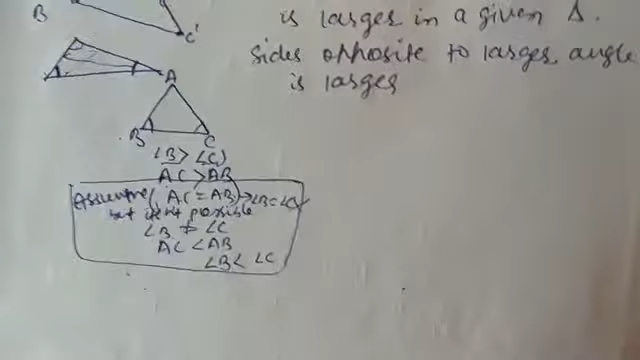 B
C'
is larges in a given Δ.
sides opposite to larges angle
is larges
A
B
C
∠B > ∠C)
AC > AB
Assume (AC = AB) → ∠B = ∠C
but it not possible
∠B ≠ ∠C
AC < AB
∠B < ∠C